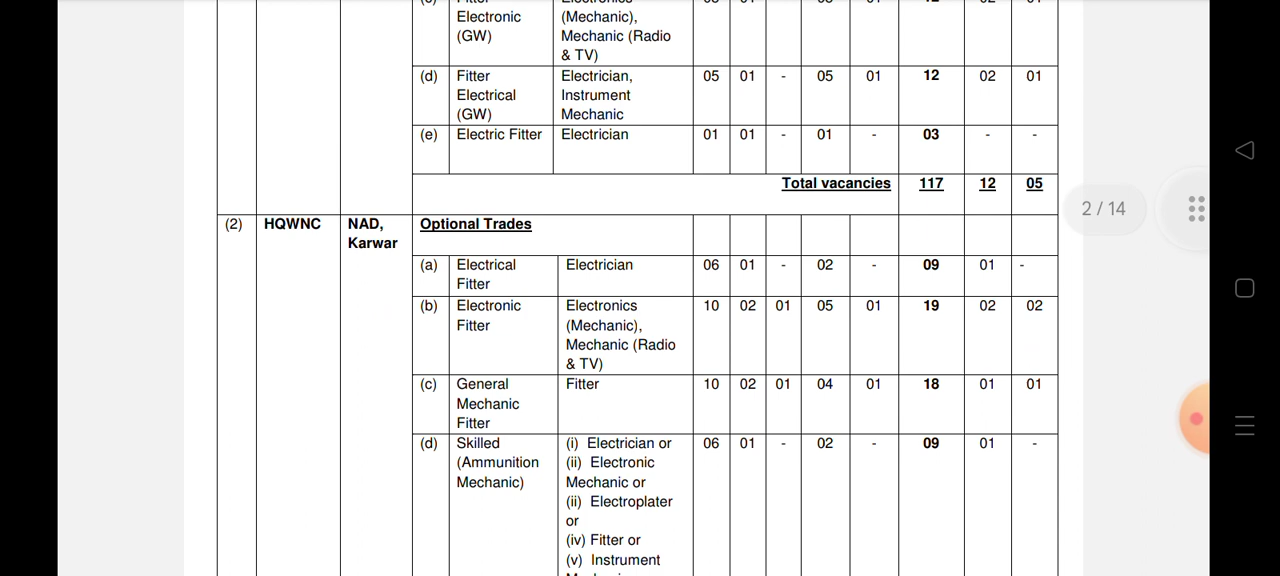 Electronic (Mechanic),
(GW) Mechanic (Radio
& TV)
(d) Fitter Electrician, 05 01 - 05 01 12 02 01
Electrical Instrument
(GW) Mechanic
(e) Electric Fitter Electrician 01 01 - 01 - 03 - -
Total vacancies 117 12 05
2 / 14
(2) HQWNC NAD, Optional Trades
Karwar
(a) Electrical Electrician 06 01 - 02 - 09 01 -
Fitter
(b) Electronic Electronics 10 02 01 05 01 19 02 02
Fitter (Mechanic),
Mechanic (Radio
& TV)
(c) General Fitter 10 02 01 04 01 18 01 01
Mechanic
Fitter
(d) Skilled (i) Electrician or 06 01 - 02 - 09 01 -
(Ammunition (ii) Electronic
Mechanic) Mechanic or
(ii) Electroplater
or
(iv) Fitter or
(v) Instrument